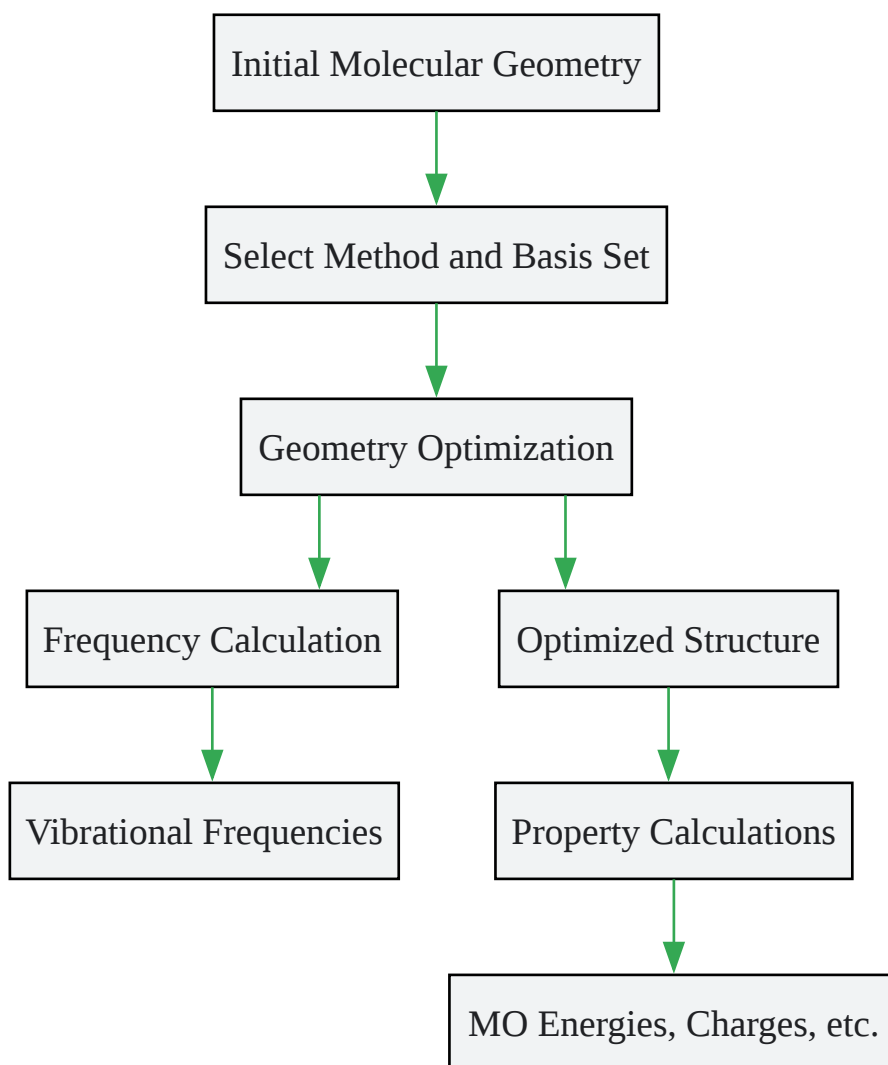 Initial Molecular Geometry
Select Method and Basis Set
Geometry Optimization
Frequency Calculation
Optimized Structure
Vibrational Frequencies
Property Calculations
MO Energies, Charges, etc.